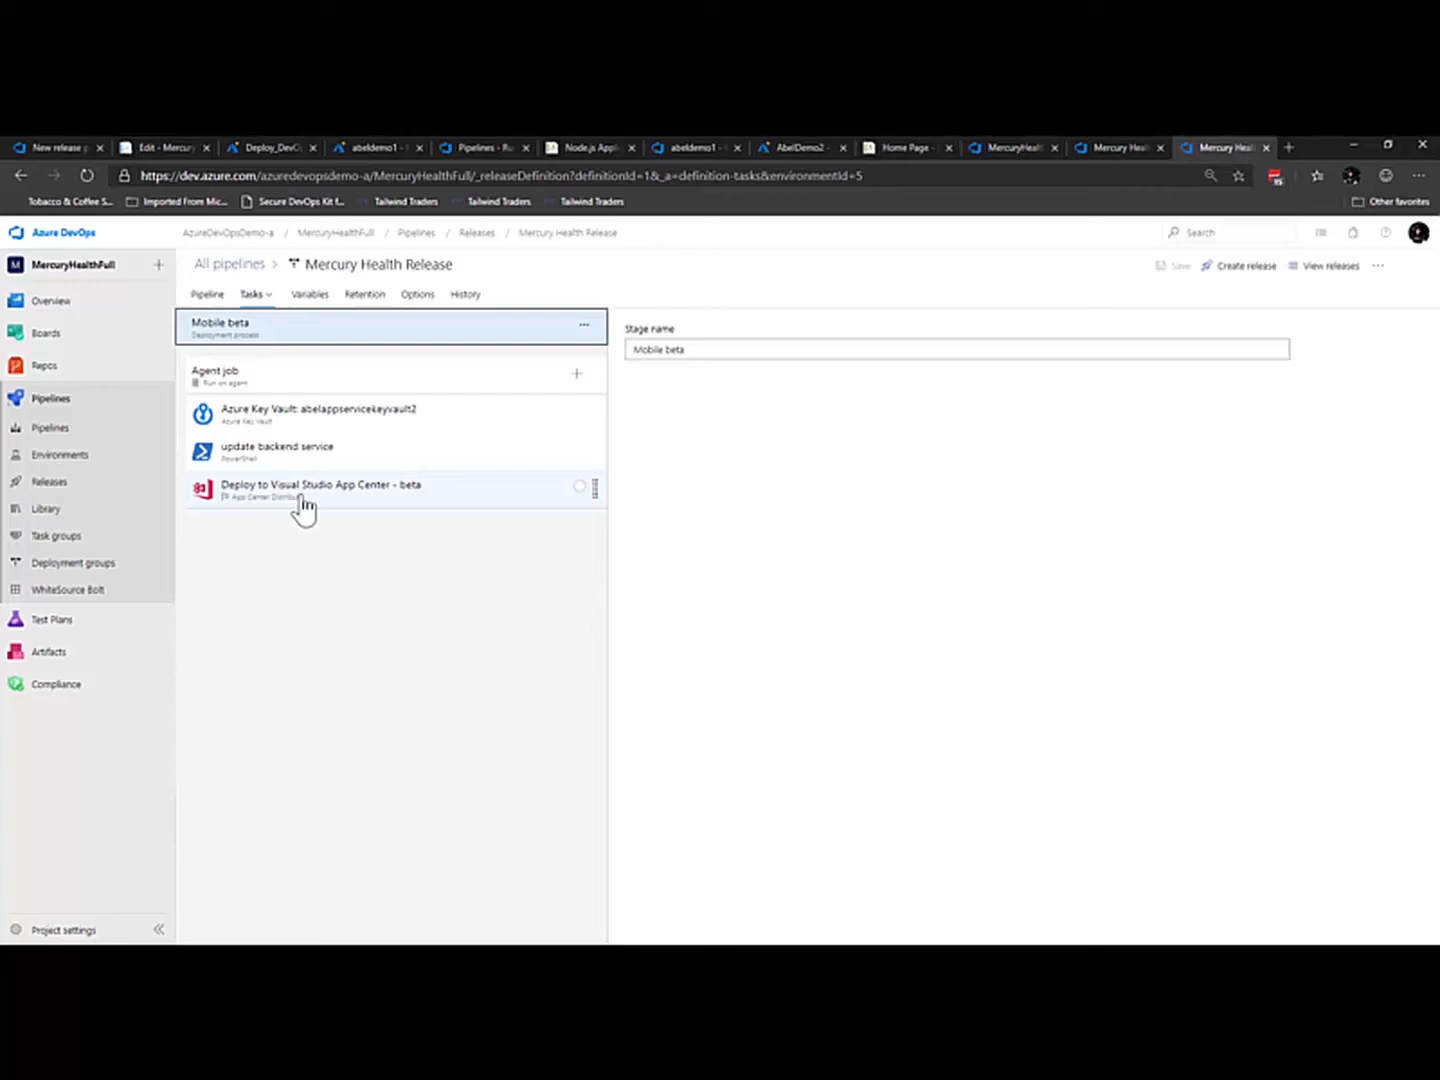 New release p
Edit - Mercury
Deploy_DevO
abeldemo1 -
Pipelines - Ru
Node.js Appl
abeldemo1 -
AbelDemo2 -
Home Page -
MercuryHealth
Mercury Heal
Mercury Heal
https://dev.azure.com/azuredevopsdemo-a/MercuryHealthFull/_releaseDefinition?definitionId=1&_a=definition-tasks&environmentId=5
Tobacco & Coffee S...
Imported From Mic...
Secure DevOps Kit f...
Tailwind Traders
Tailwind Traders
Tailwind Traders
Other favorites
Azure DevOps
AzureDevOpsDemo-a / MercuryHealthFull / Pipelines / Releases / Mercury Health Release
Search
M MercuryHealthFull
All pipelines > Mercury Health Release
Save
Create release
View releases
Pipeline
Tasks
Variables
Retention
Options
History
Overview
Boards
Repos
Pipelines
Pipelines
Environments
Releases
Library
Task groups
Deployment groups
WhiteSource Bolt
Test Plans
Artifacts
Compliance
Project settings
Mobile beta
Deployment process
Agent job
Run on agent
Azure Key Vault: abelappservicekeyvault2
Azure Key Vault
update backend service
PowerShell
Deploy to Visual Studio App Center - beta
App Center Distribu
Stage name
Mobile beta